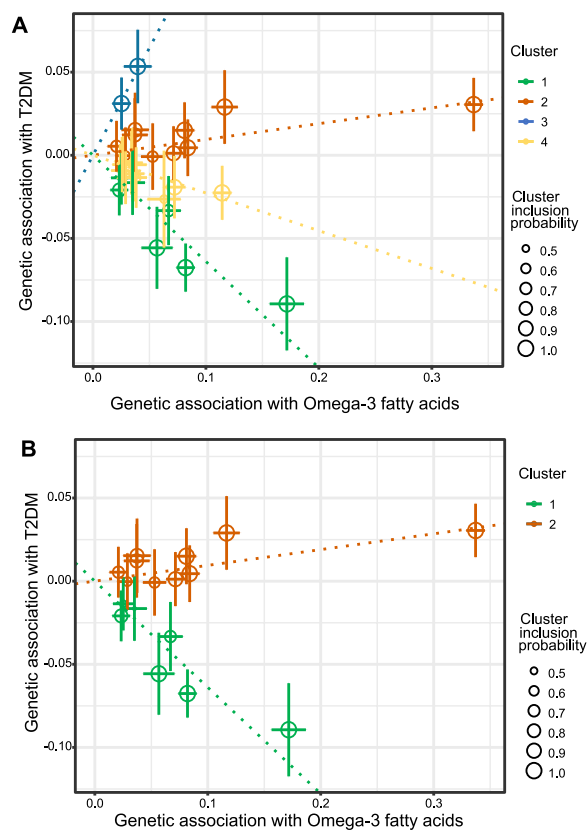 A
Genetic association with T2DM
0.05
0.00
-0.05
-0.10
0.0
0.1
0.2
0.3
Genetic association with Omega-3 fatty acids
Cluster
1
2
3
4
Cluster
inclusion
probability
0.5
0.6
0.7
0.8
0.9
1.0
B
Genetic association with T2DM
0.05
0.00
-0.05
-0.10
0.0
0.1
0.2
0.3
Genetic association with Omega-3 fatty acids
Cluster
1
2
Cluster
inclusion
probability
0.5
0.6
0.7
0.8
0.9
1.0